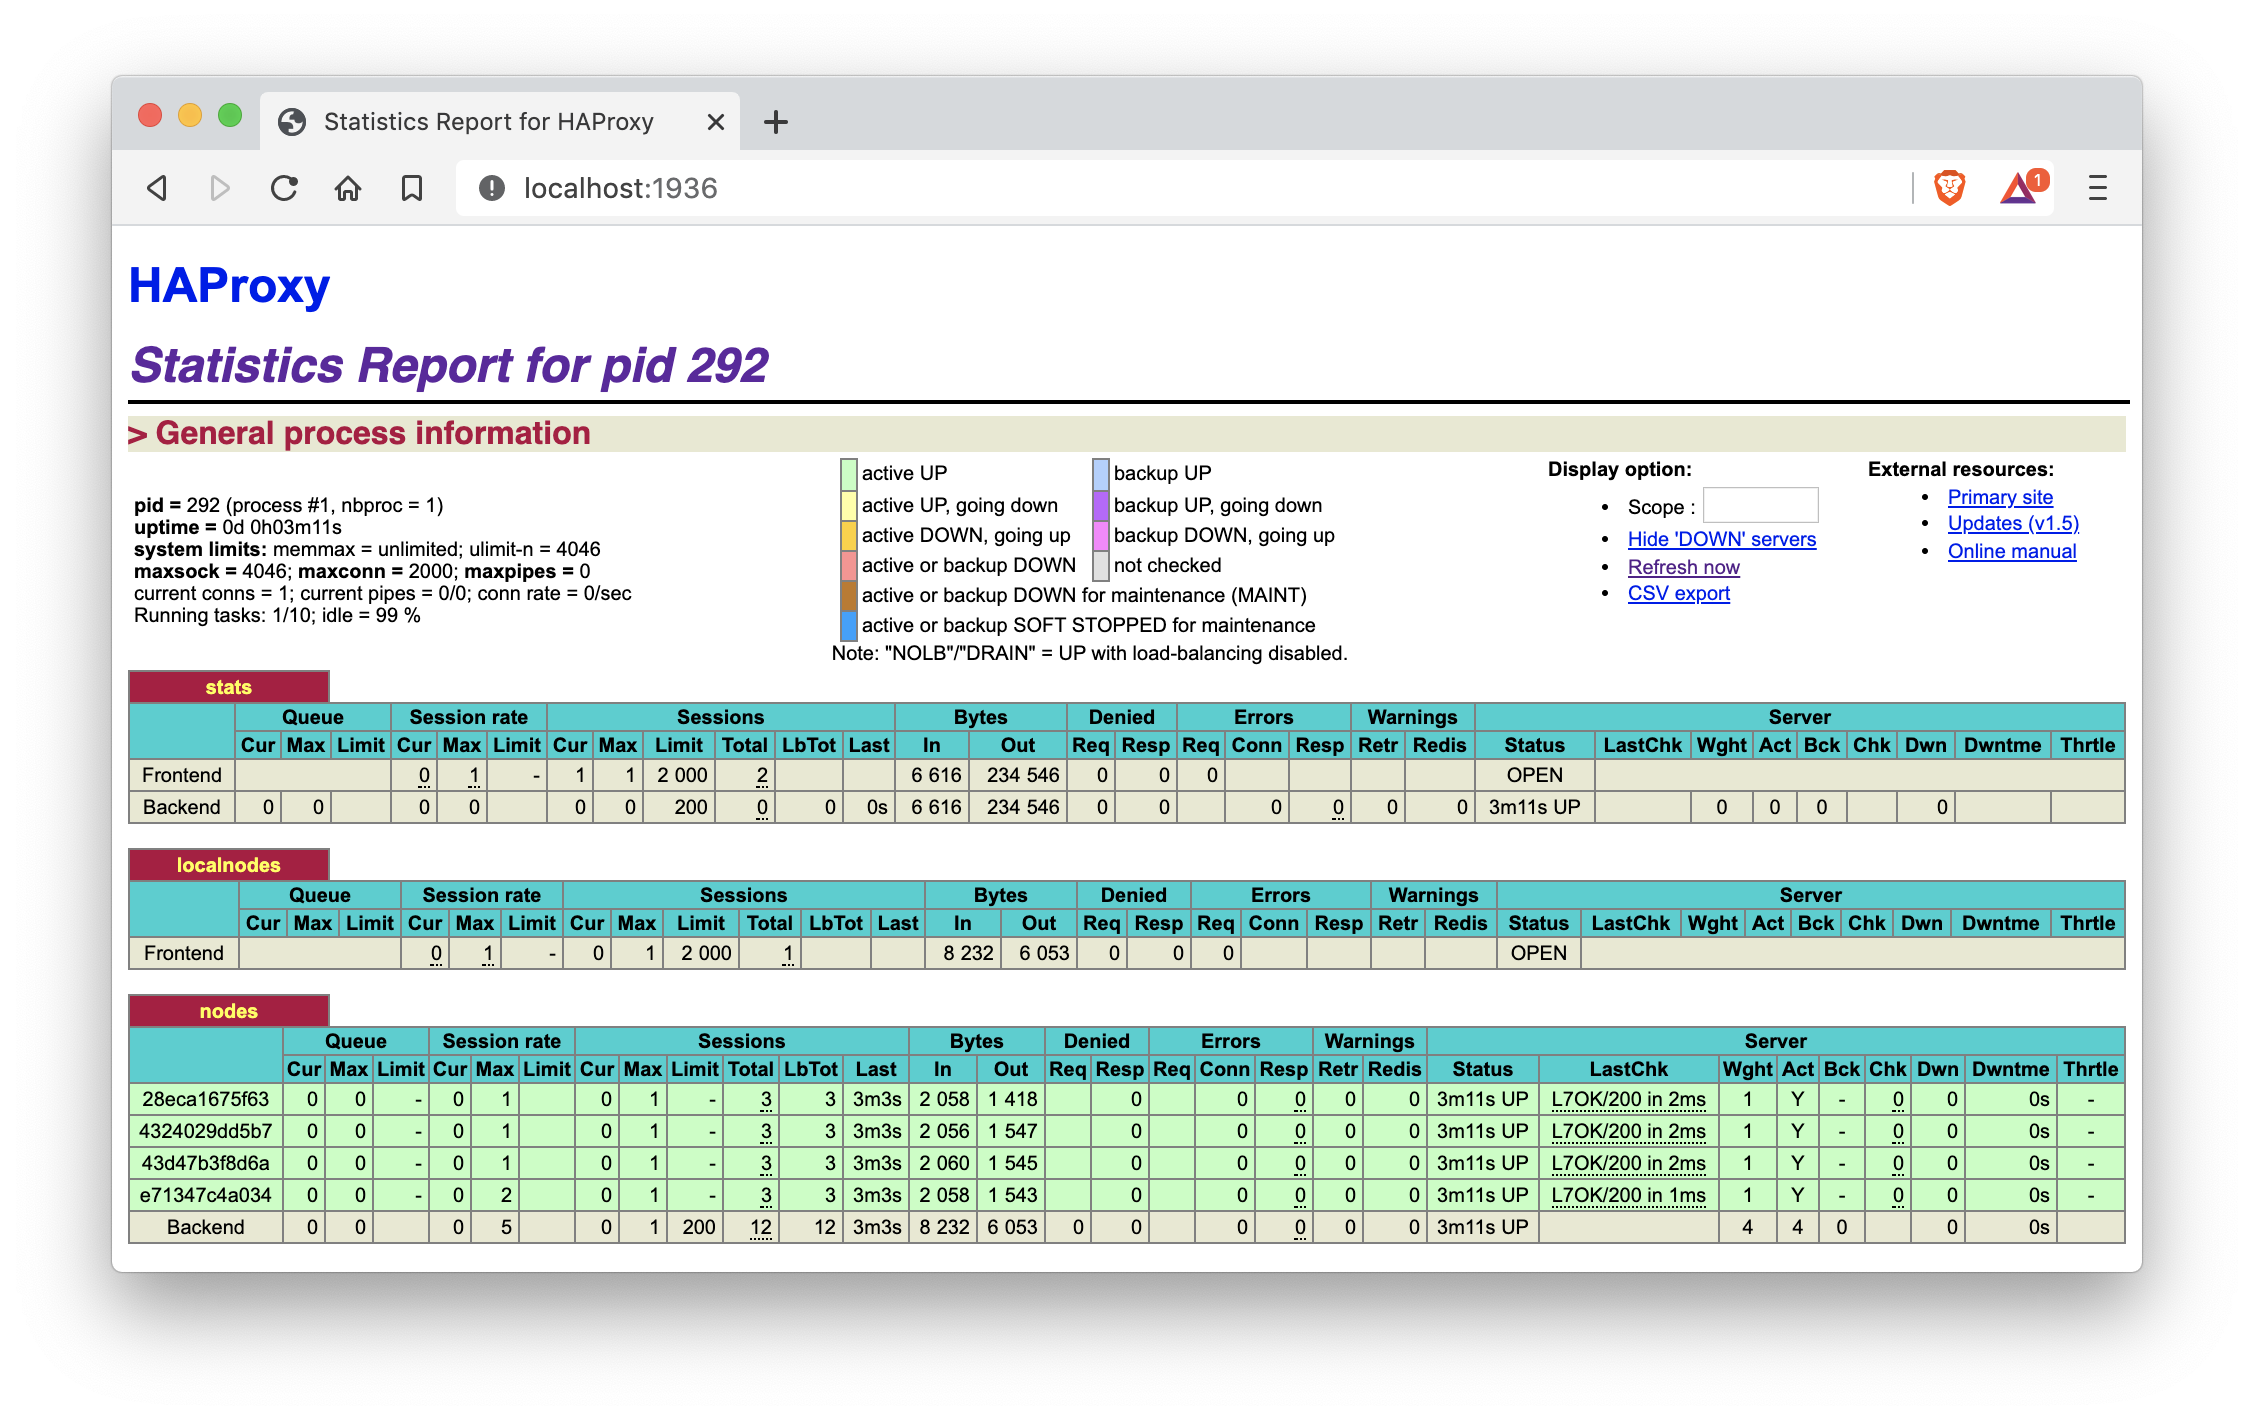 Statistics Report for HAProxy
localhost:1936
1
HAProxy
Statistics Report for pid 292
> General process information
pid = 292 (process #1, nbproc = 1)
uptime = 0d 0h03m11s
system limits: memmax = unlimited; ulimit-n = 4046
maxsock = 4046; maxconn = 2000; maxpipes = 0
current conns = 1; current pipes = 0/0; conn rate = 0/sec
Running tasks: 1/10; idle = 99 %
active UP backup UP
active UP, going down backup UP, going down
active DOWN, going up backup DOWN, going up
active or backup DOWN not checked
active or backup DOWN for maintenance (MAINT)
active or backup SOFT STOPPED for maintenance
Note: "NOLB"/"DRAIN" = UP with load-balancing disabled.
Display option:
• Scope :
• Hide 'DOWN' servers
• Refresh now
• CSV export
External resources:
• Primary site
• Updates (v1.5)
• Online manual
stats
Queue Session rate Sessions Bytes Denied Errors Warnings Server
Cur Max Limit Cur Max Limit Cur Max Limit Total LbTot Last In Out Req Resp Req Conn Resp Retr Redis Status LastChk Wght Act Bck Chk Dwn Dwntme Thrtle
Frontend 0 1 - 1 1 2 000 2 6 616 234 546 0 0 0 OPEN
Backend 0 0 0 0 0 0 200 0 0 0s 6 616 234 546 0 0 0 0 0 0 3m11s UP 0 0 0 0
localnodes
Queue Session rate Sessions Bytes Denied Errors Warnings Server
Cur Max Limit Cur Max Limit Cur Max Limit Total LbTot Last In Out Req Resp Req Conn Resp Retr Redis Status LastChk Wght Act Bck Chk Dwn Dwntme Thrtle
Frontend 0 1 - 0 1 2 000 1 8 232 6 053 0 0 0 OPEN
nodes
Queue Session rate Sessions Bytes Denied Errors Warnings Server
Cur Max Limit Cur Max Limit Cur Max Limit Total LbTot Last In Out Req Resp Req Conn Resp Retr Redis Status LastChk Wght Act Bck Chk Dwn Dwntme Thrtle
28eca1675f63 0 0 - 0 1 0 1 - 3 3 3m3s 2 058 1 418 0 0 0 0 0 3m11s UP L7OK/200 in 2ms 1 Y - 0 0 0s -
4324029dd5b7 0 0 - 0 1 0 1 - 3 3 3m3s 2 056 1 547 0 0 0 0 0 3m11s UP L7OK/200 in 2ms 1 Y - 0 0 0s -
43d47b3f8d6a 0 0 - 0 1 0 1 - 3 3 3m3s 2 060 1 545 0 0 0 0 0 3m11s UP L7OK/200 in 2ms 1 Y - 0 0 0s -
e71347c4a034 0 0 - 0 2 0 1 - 3 3 3m3s 2 058 1 543 0 0 0 0 0 3m11s UP L7OK/200 in 1ms 1 Y - 0 0 0s -
Backend 0 0 0 5 0 1 200 12 12 3m3s 8 232 6 053 0 0 0 0 0 0 3m11s UP 4 4 0 0 0s